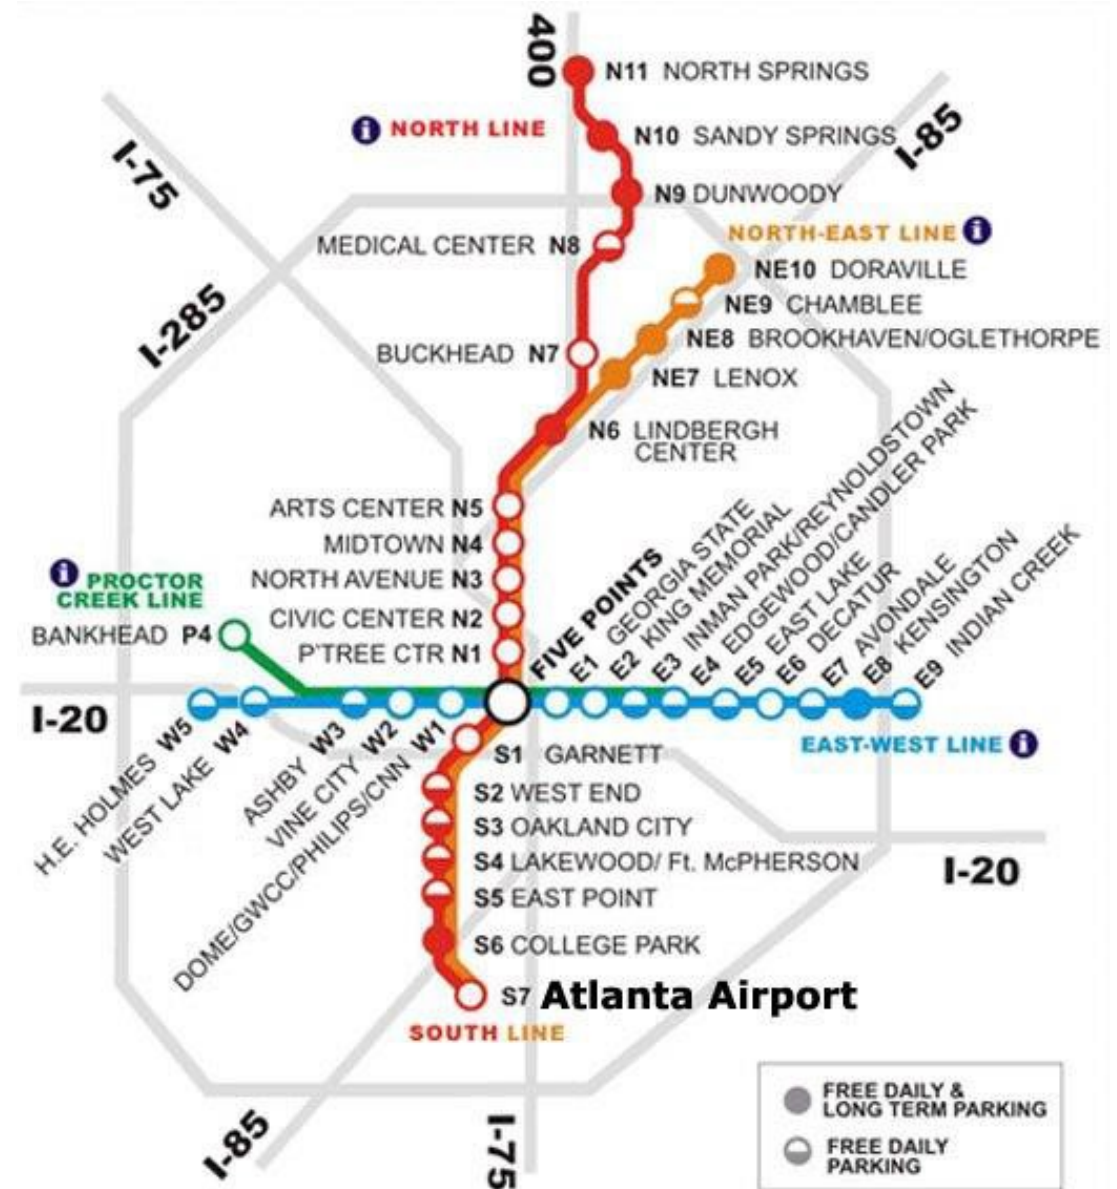 400
N11 NORTH SPRINGS
i NORTH LINE
N10 SANDY SPRINGS
I-85
I-75
N9 DUNWOODY
NORTH-EAST LINE i
MEDICAL CENTER N8
NE10 DORAVILLE
NE9 CHAMBLEE
I-285
NE8 BROOKHAVEN/OGLETHORPE
BUCKHEAD N7
NE7 LENOX
N6 LINDBERGH
CENTER
ARTS CENTER N5
MIDTOWN N4
NORTH AVENUE N3
CIVIC CENTER N2
P'TREE CTR N1
i PROCTOR
CREEK LINE
BANKHEAD P4
FIVE POINTS
E1 GEORGIA STATE
E2 KING MEMORIAL
E3 INMAN PARK/REYNOLDSTOWN
E4 EDGEWOOD/CANDLER PARK
E5 EAST LAKE
E6 DECATUR
E7 AVONDALE
E8 KENSINGTON
E9 INDIAN CREEK
I-20
H.E. HOLMES W5
WEST LAKE W4
ASHBY W3
VINE CITY W2
DOME/GWCC/PHILIPS/CNN W1
EAST-WEST LINE i
S1 GARNETT
S2 WEST END
S3 OAKLAND CITY
S4 LAKEWOOD/ Ft. McPHERSON
I-20
S5 EAST POINT
S6 COLLEGE PARK
S7 Atlanta Airport
SOUTH LINE
I-85
I-75
FREE DAILY &
LONG TERM PARKING
FREE DAILY
PARKING